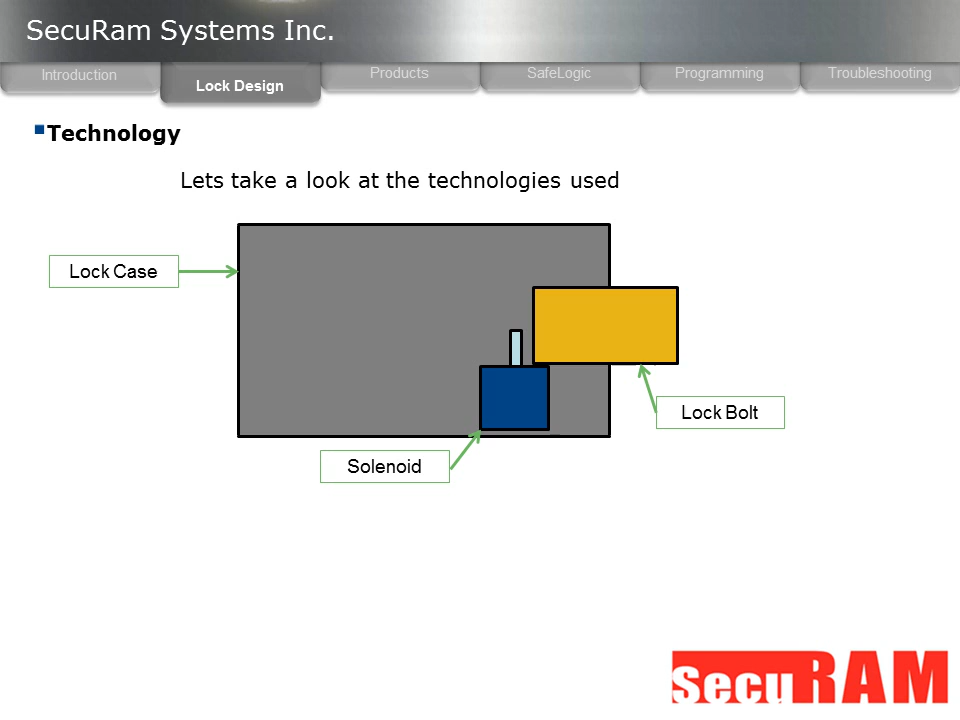 SecuRam Systems Inc.
Introduction
Lock Design
Products
SafeLogic
Programming
Troubleshooting
Technology
Lets take a look at the technologies used
Lock Case
Lock Bolt
Solenoid
SecuRAM